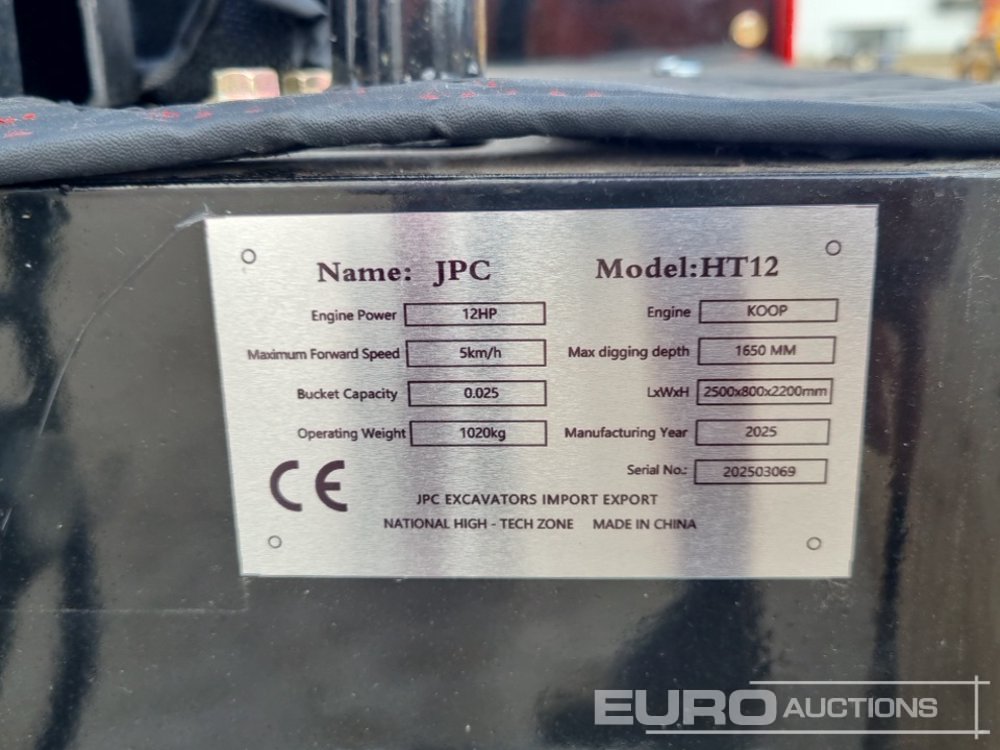 Name: JPC Model:HT12
Engine Power 12HP Engine KOOP
Maximum Forward Speed 5km/h Max digging depth 1650 MM
Bucket Capacity 0.025 LxWxH 2500x800x2200mm
Operating Weight 1020kg Manufacturing Year 2025
Serial No.: 202503069
CE
JPC EXCAVATORS IMPORT EXPORT
NATIONAL HIGH - TECH ZONE MADE IN CHINA
EURO AUCTIONS